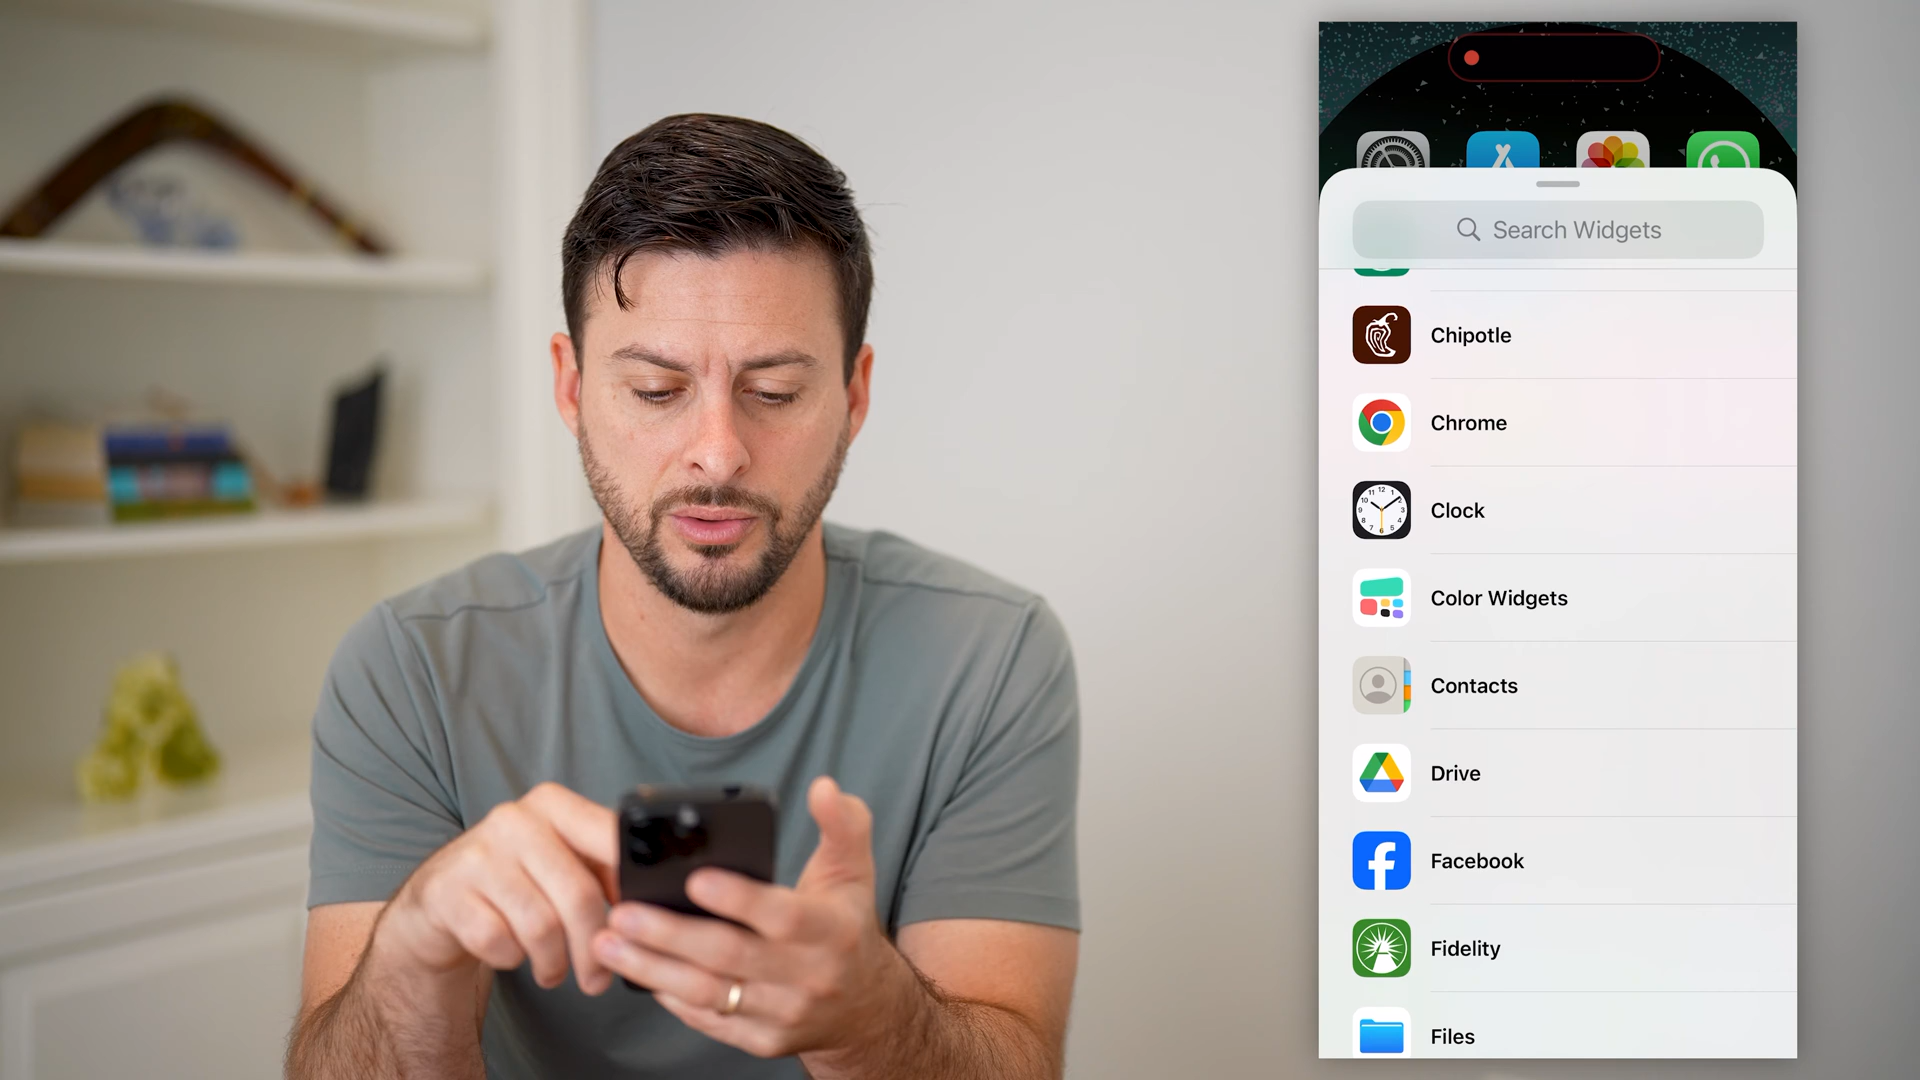 Search Widgets
Chipotle
Chrome
Clock
Color Widgets
Contacts
Drive
Facebook
Fidelity
Files